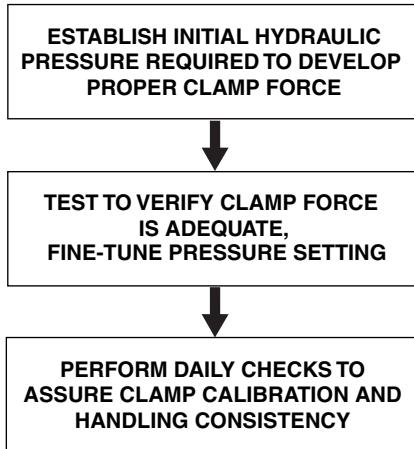 ESTABLISH INITIAL HYDRAULIC
PRESSURE REQUIRED TO DEVELOP
PROPER CLAMP FORCE
TEST TO VERIFY CLAMP FORCE
IS ADEQUATE,
FINE-TUNE PRESSURE SETTING
PERFORM DAILY CHECKS TO
ASSURE CLAMP CALIBRATION AND
HANDLING CONSISTENCY